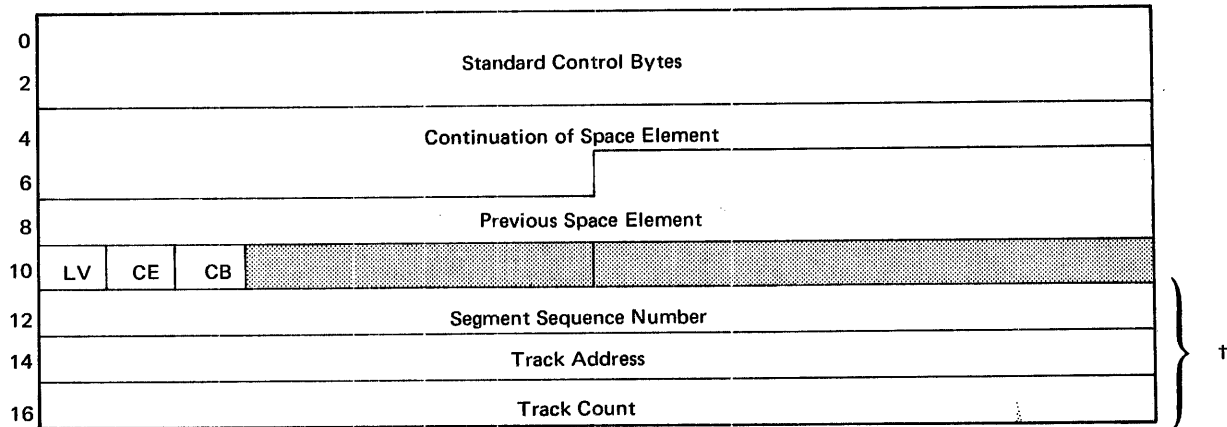 0
Standard Control Bytes
2
4 Continuation of Space Element
6
8 Previous Space Element
10 LV CE CB
12 Segment Sequence Number
14 Track Address †
16 Track Count